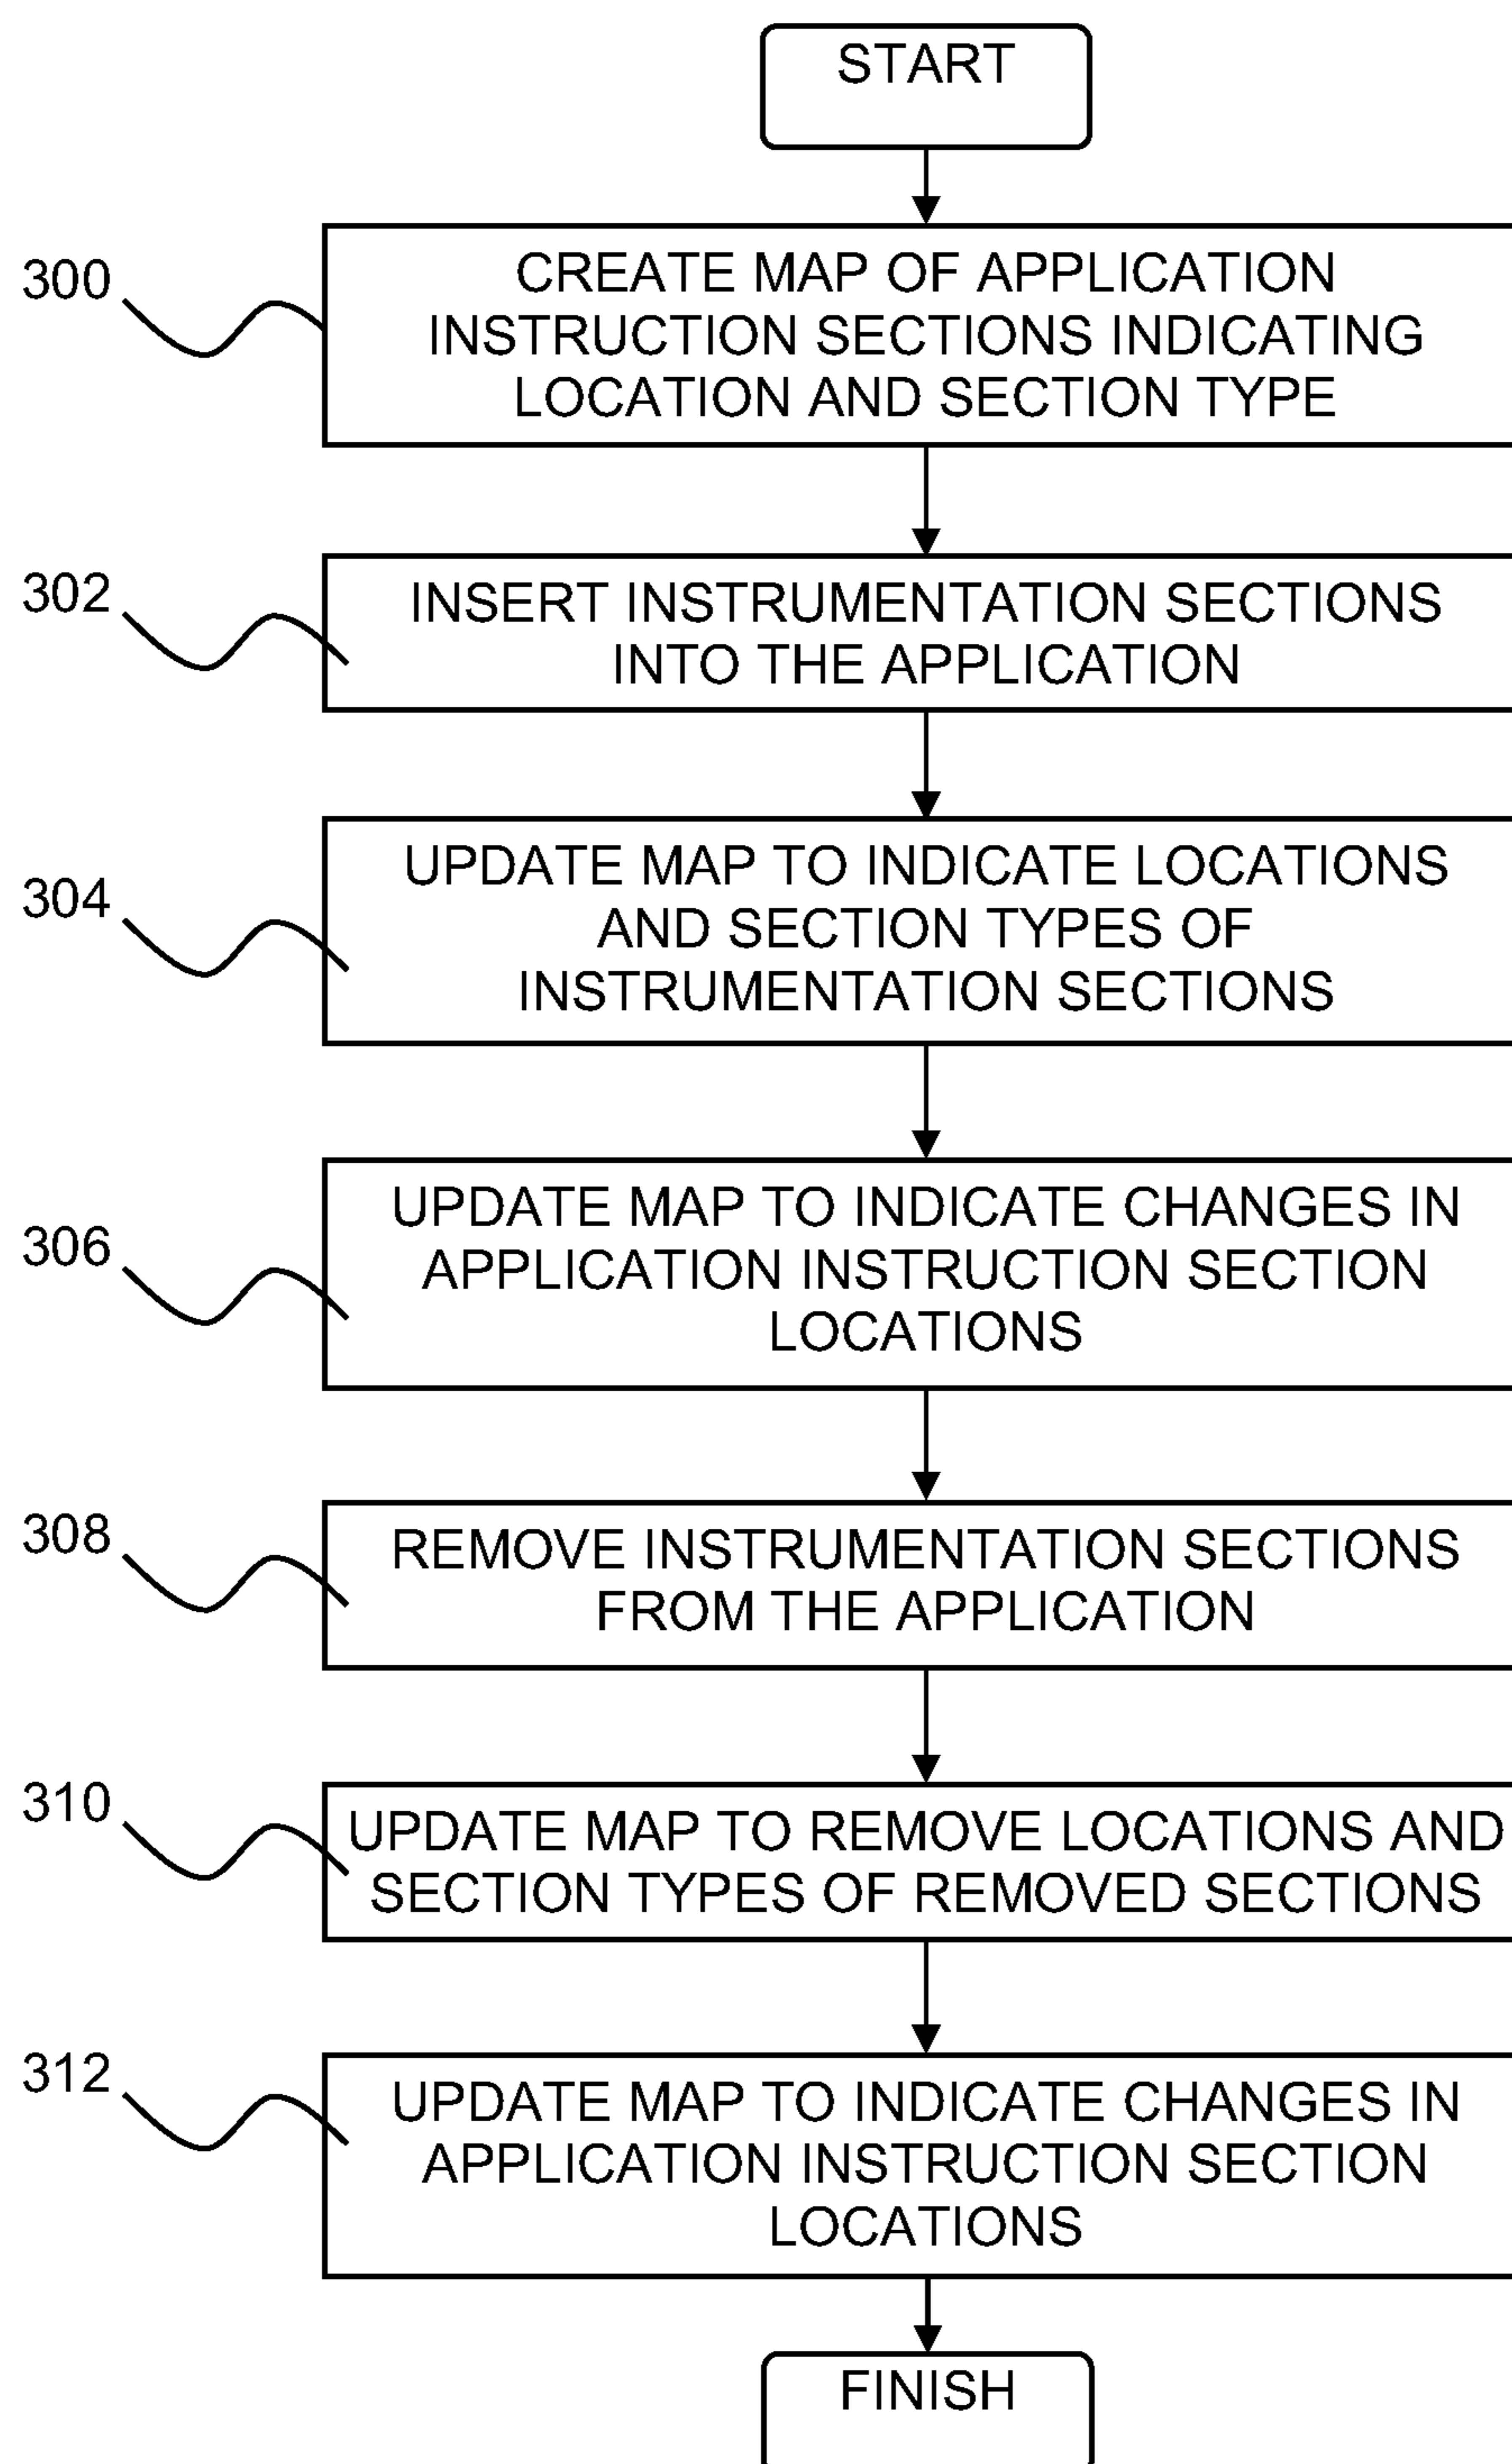 START
300
CREATE MAP OF APPLICATION
INSTRUCTION SECTIONS INDICATING
LOCATION AND SECTION TYPE
302
INSERT INSTRUMENTATION SECTIONS
INTO THE APPLICATION
304
UPDATE MAP TO INDICATE LOCATIONS
AND SECTION TYPES OF
INSTRUMENTATION SECTIONS
306
UPDATE MAP TO INDICATE CHANGES IN
APPLICATION INSTRUCTION SECTION
LOCATIONS
308
REMOVE INSTRUMENTATION SECTIONS
FROM THE APPLICATION
310
UPDATE MAP TO REMOVE LOCATIONS AND
SECTION TYPES OF REMOVED SECTIONS
312
UPDATE MAP TO INDICATE CHANGES IN
APPLICATION INSTRUCTION SECTION
LOCATIONS
FINISH